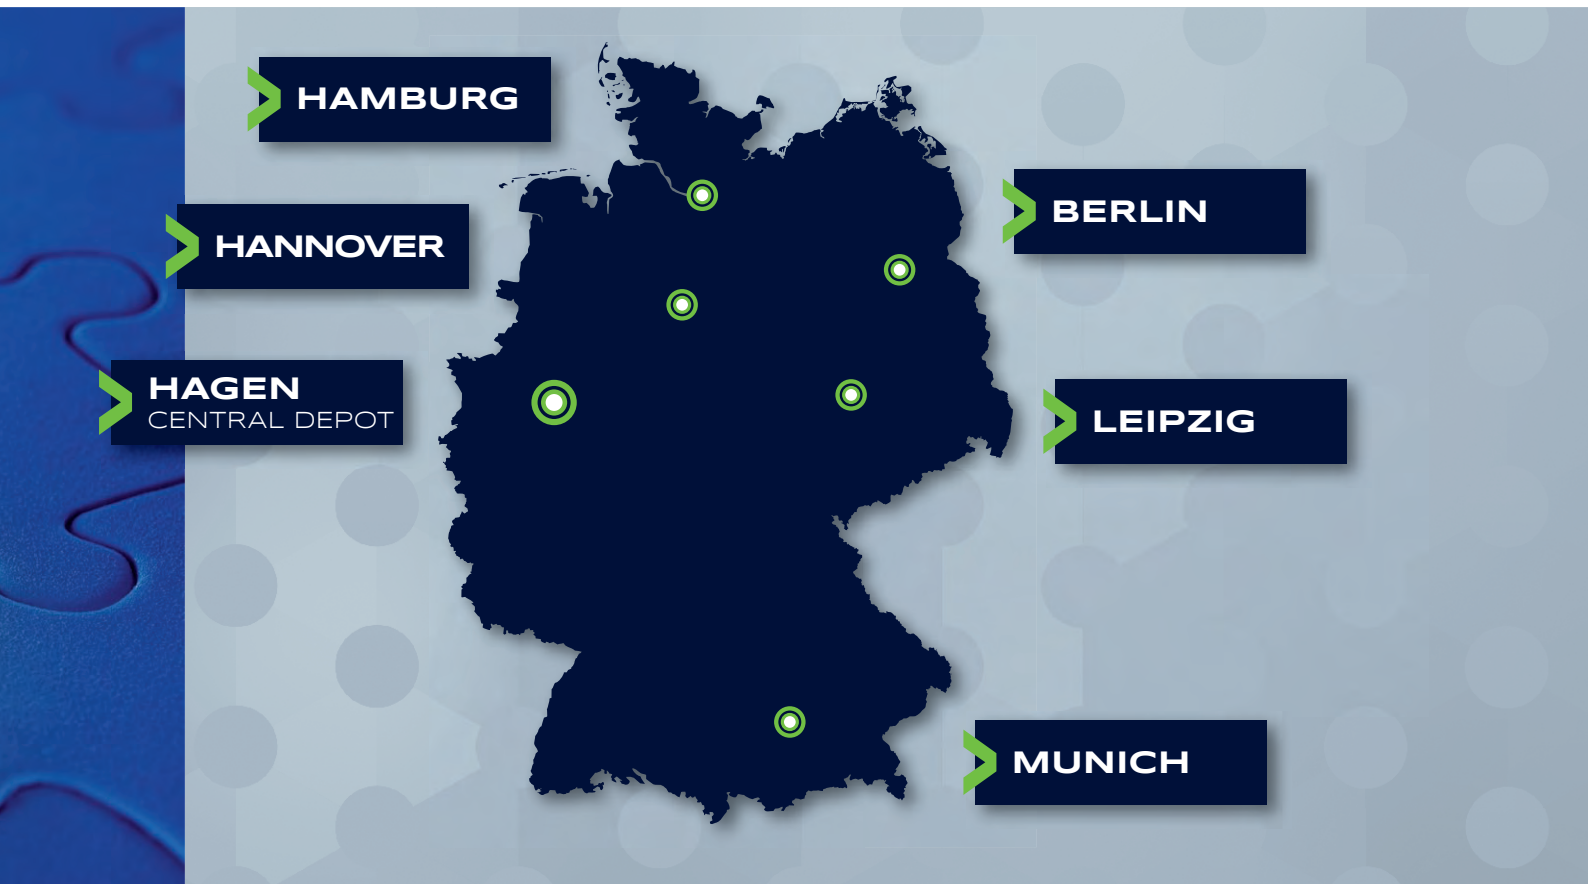 HAMBURG
BERLIN
HANNOVER
HAGEN
CENTRAL DEPOT
LEIPZIG
MUNICH